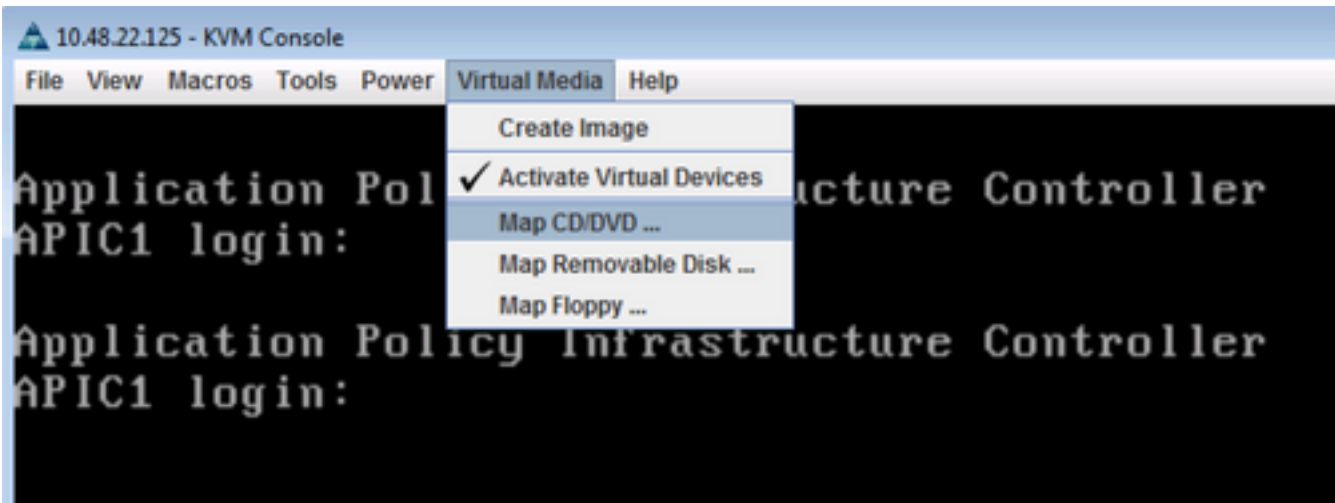 10.48.22.125 - KVM Console
File View Macros Tools Power Virtual Media Help
Create Image
✓ Activate Virtual Devices
Map CD/DVD ...
Map Removable Disk ...
Map Floppy ...
Application Pol ucture Controller
APIC1 login:
Application Policy Infrastructure Controller
APIC1 login: